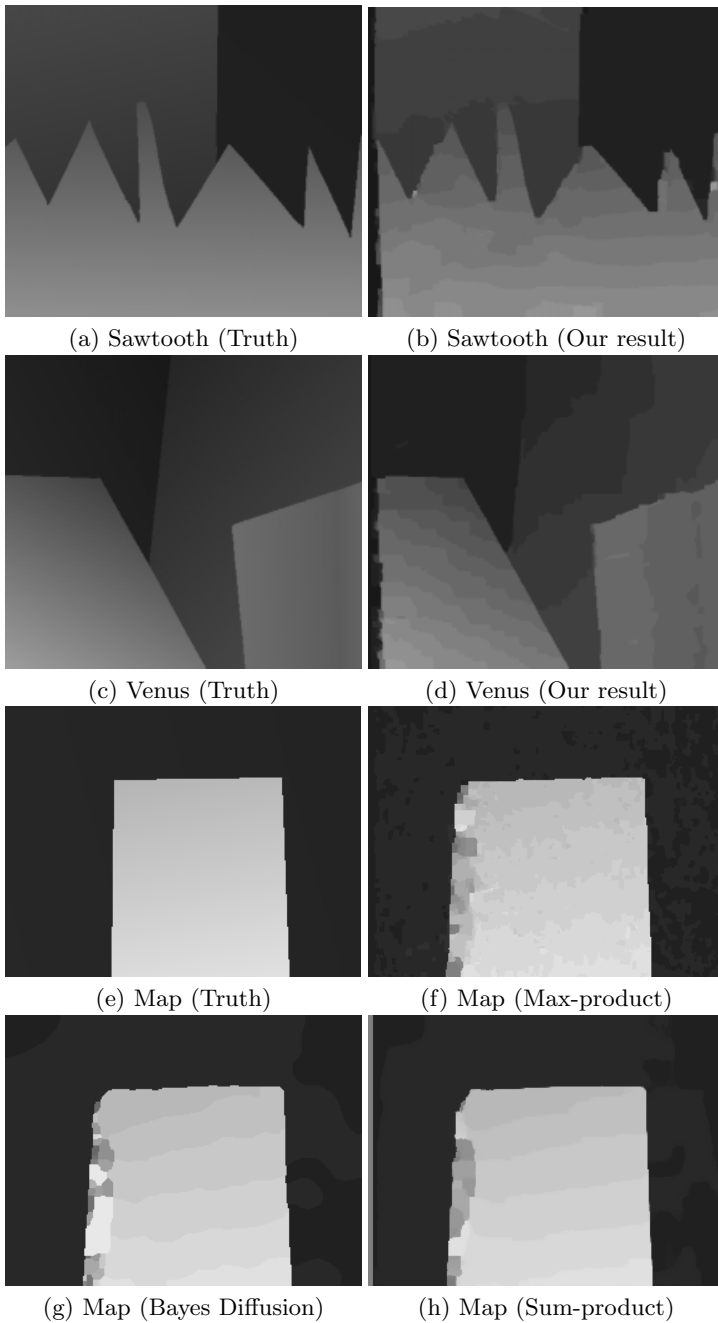 (a) Sawtooth (Truth)
(b) Sawtooth (Our result)
(c) Venus (Truth)
(d) Venus (Our result)
(e) Map (Truth)
(f) Map (Max-product)
(g) Map (Bayes Diffusion)
(h) Map (Sum-product)